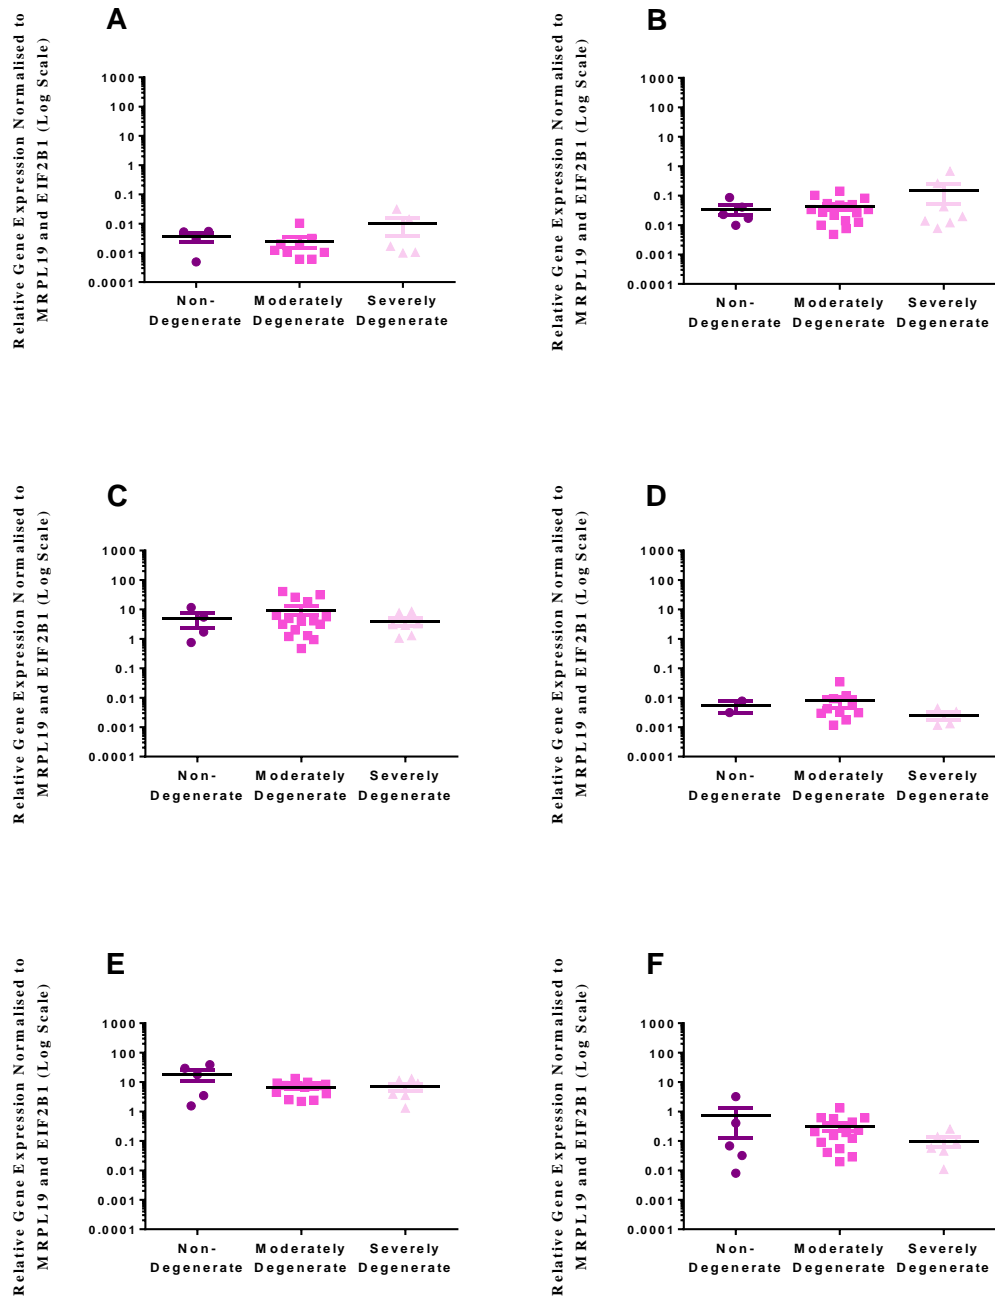 A
Relative Gene Expression Normalised to
MRPL19 and EIF2B1 (Log Scale)
1000
100
10
1
0.1
0.01
0.001
0.0001
Non-
Degenerate
Moderately
Degenerate
Severely
Degenerate
B
Relative Gene Expression Normalised to
MRPL19 and EIF2B1 (Log Scale)
1000
100
10
1
0.1
0.01
0.001
0.0001
Non-
Degenerate
Moderately
Degenerate
Severely
Degenerate
C
Relative Gene Expression Normalised to
MRPL19 and EIF2B1 (Log Scale)
1000
100
10
1
0.1
0.01
0.001
0.0001
Non-
Degenerate
Moderately
Degenerate
Severely
Degenerate
D
Relative Gene Expression Normalised to
MRPL19 and EIF2B1 (Log Scale)
1000
100
10
1
0.1
0.01
0.001
0.0001
Non-
Degenerate
Moderately
Degenerate
Severely
Degenerate
E
Relative Gene Expression Normalised to
MRPL19 and EIF2B1 (Log Scale)
1000
100
10
1
0.1
0.01
0.001
0.0001
Non-
Degenerate
Moderately
Degenerate
Severely
Degenerate
F
Relative Gene Expression Normalised to
MRPL19 and EIF2B1 (Log Scale)
1000
100
10
1
0.1
0.01
0.001
0.0001
Non-
Degenerate
Moderately
Degenerate
Severely
Degenerate